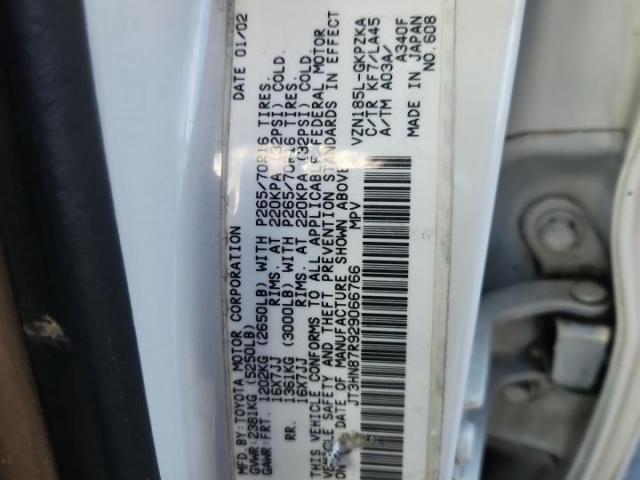 MFD.BY:TOYOTA MOTOR CORPORATION DATE 01/02
GVWR:2381KG (5250LB)
GAWR:FRT. 1202KG (2650LB) WITH P265/70R16 TIRES.
16X7JJ RIMS. AT 220KPA (32PSI) COLD.
RR. 1361KG (3000LB) WITH P265/70R16 TIRES.
16X7JJ RIMS. AT 220KPA (32PSI) COLD.
THIS VEHICLE CONFORMS TO ALL APPLICABLE FEDERAL MOTOR
VEHICLE SAFETY AND THEFT PREVENTION STANDARDS IN EFFECT
ON THE DATE OF MANUFACTURE SHOWN ABOVE.
JT3HN87R929066766 MPV
VZN185L-GKPZKA
C/TR KF7/LA45
A/TM A03A/ A340F
MADE IN JAPAN
NO.608